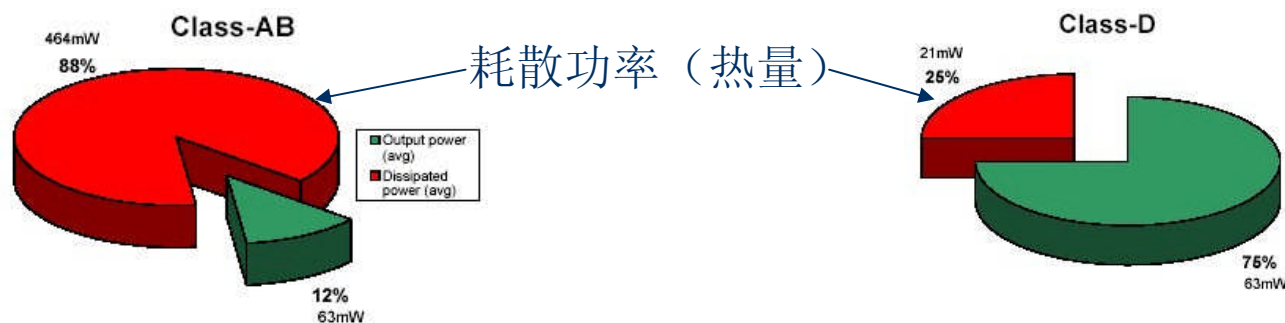 Class-AB
464mW
88%
耗散功率（热量）
Output power
(avg)
Dissipated
power (avg)
12%
63mW
Class-D
21mW
25%
75%
63mW